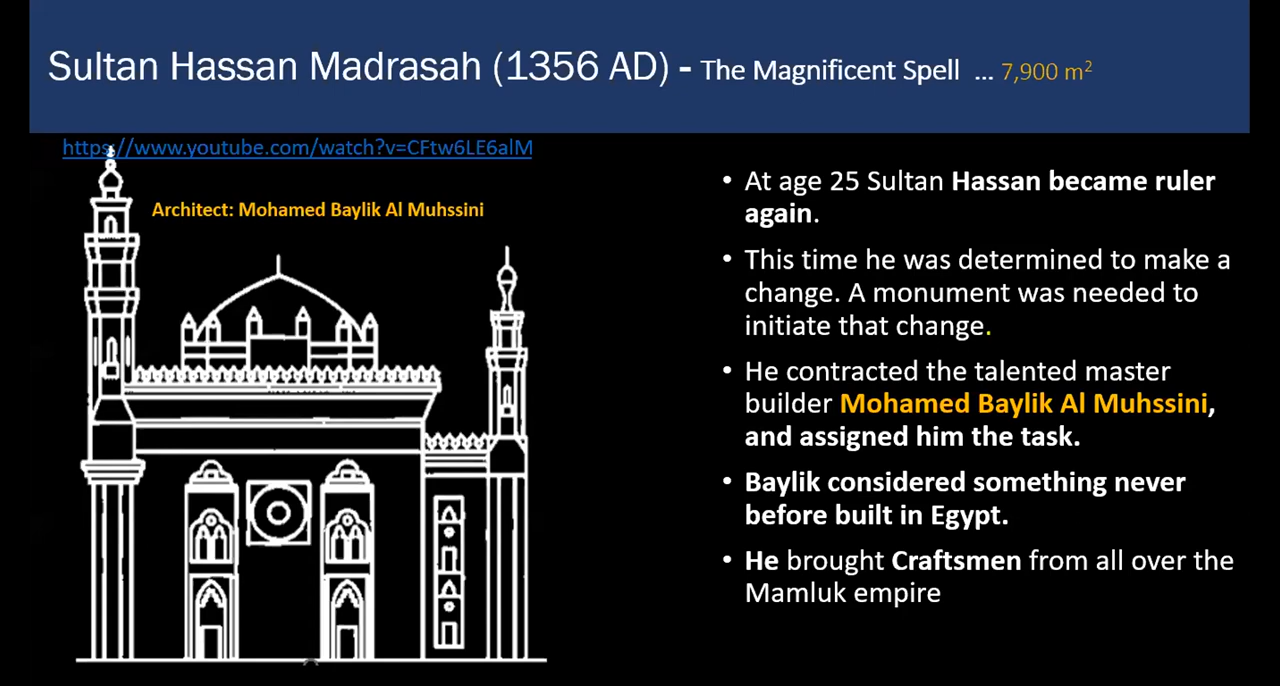 Sultan Hassan Madrasah (1356 AD) - The Magnificent Spell ... 7,900 m²
https://www.youtube.com/watch?v=CFtw6LE6alM
Architect: Mohamed Baylik Al Muhssini
• At age 25 Sultan Hassan became ruler
again.
• This time he was determined to make a
change. A monument was needed to
initiate that change.
• He contracted the talented master
builder Mohamed Baylik Al Muhssini,
and assigned him the task.
• Baylik considered something never
before built in Egypt.
• He brought Craftsmen from all over the
Mamluk empire